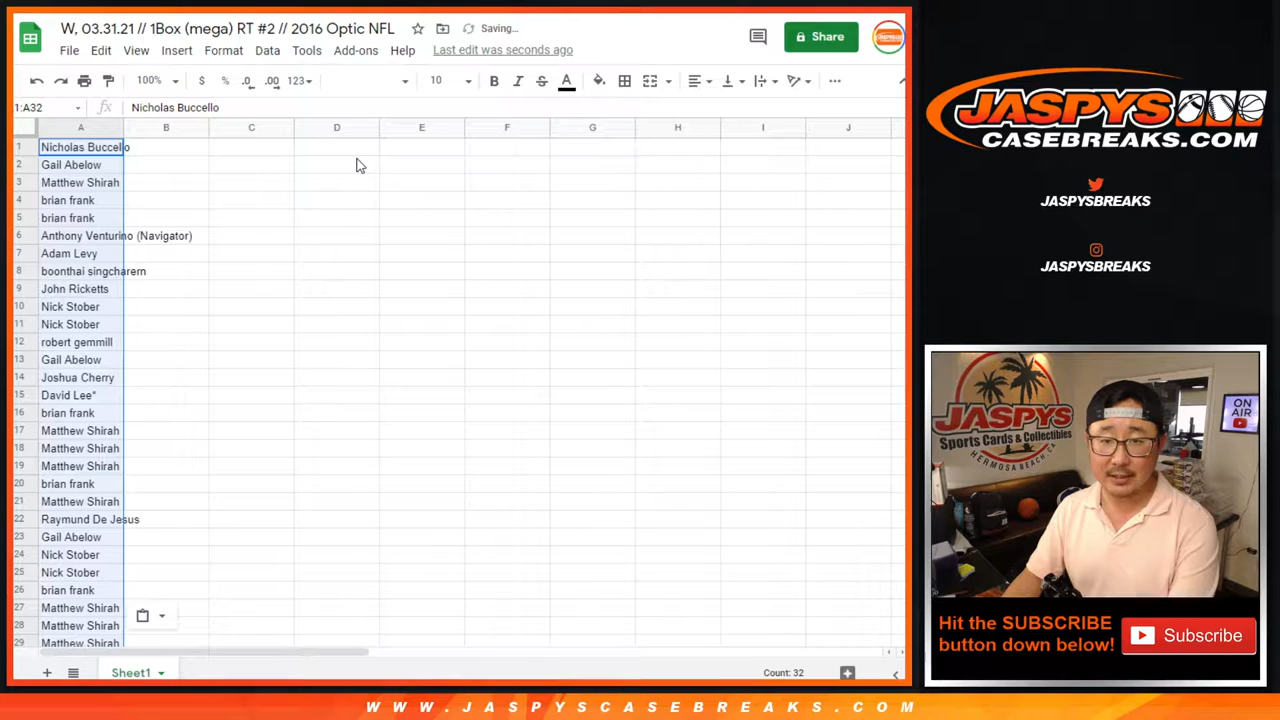 W, 03.31.21 // 1Box (mega) RT #2 // 2016 Optic NFL
Saving...
File Edit View Insert Format Data Tools Add-ons Help Last edit was seconds ago
Share
100% $ % .0 .00 123 10 B I S A
1:A32 fx Nicholas Buccello
A B C D E F G H I J
1 Nicholas Buccello
2 Gail Abelow
3 Matthew Shirah
4 brian frank
5 brian frank
6 Anthony Venturino (Navigator)
7 Adam Levy
8 boonthai singcharern
9 John Ricketts
10 Nick Stober
11 Nick Stober
12 robert gemmill
13 Gail Abelow
14 Joshua Cherry
15 David Lee*
16 brian frank
17 Matthew Shirah
18 Matthew Shirah
19 Matthew Shirah
20 brian frank
21 Matthew Shirah
22 Raymund De Jesus
23 Gail Abelow
24 Nick Stober
25 Nick Stober
26 brian frank
27 Matthew Shirah
28 Matthew Shirah
29 Matthew Shirah
Sheet1
Count: 32
JASPYS
CASEBREAKS.COM
JASPYSBREAKS
JASPYSBREAKS
JASPYS
Sports Cards & Collectibles
HERMOSA BEACH, CA
ON
AIR
Hit the SUBSCRIBE
button down below!
Subscribe
WWW.JASPYSCASEBREAKS.COM